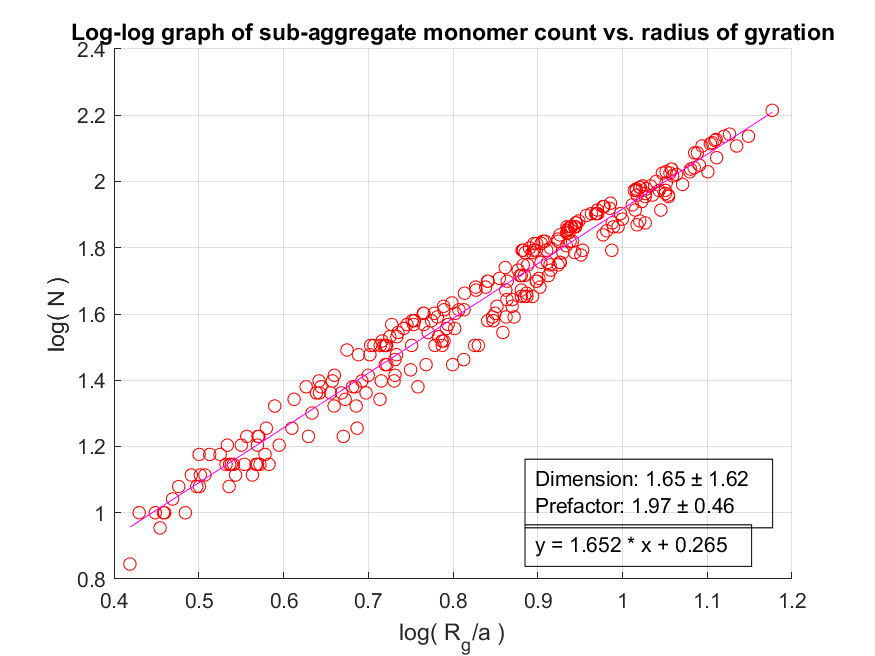 Log-log graph of sub-aggregate monomer count vs. radius of gyration
2.4
2.2
2
1.8
1.6
1.4
1.2
1
0.8
log( N )
Dimension: 1.65 ± 1.62
Prefactor: 1.97 ± 0.46
y = 1.652 * x + 0.265
0.4 0.5 0.6 0.7 0.8 0.9 1 1.1 1.2
log( R_g/a )